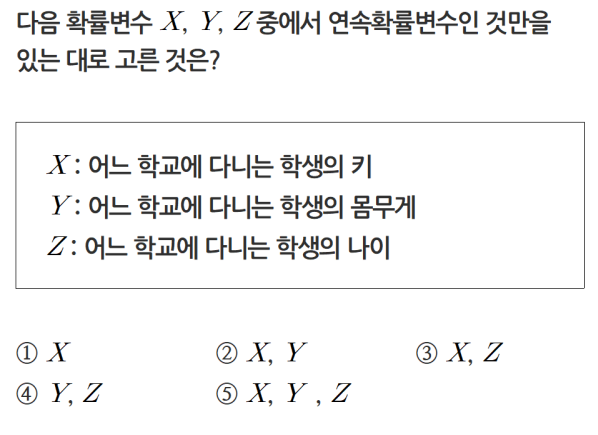 다음 확률변수 X, Y, Z 중에서 연속확률변수인 것만을
있는 대로 고른 것은?
X : 어느 학교에 다니는 학생의 키
Y : 어느 학교에 다니는 학생의 몸무게
Z : 어느 학교에 다니는 학생의 나이
① X ② X, Y ③ X, Z
④ Y, Z ⑤ X, Y , Z